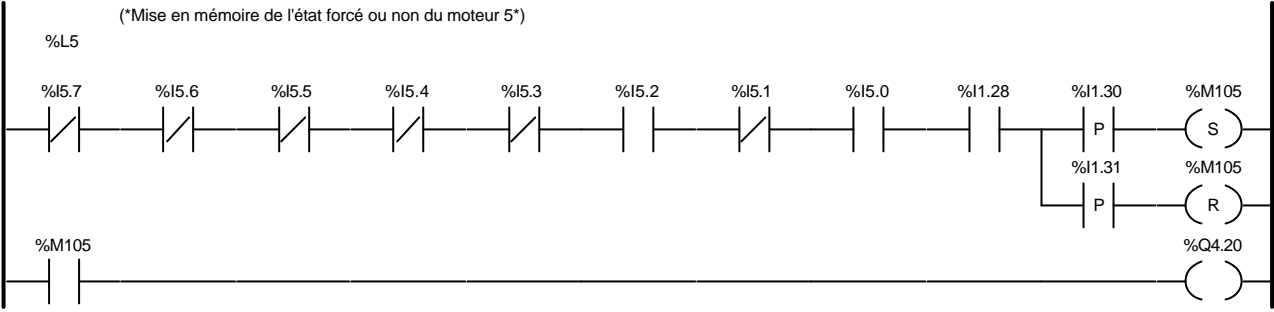 (*Mise en mémoire de l'état forcé ou non du moteur 5*)
%L5
%I5.7 %I5.6 %I5.5 %I5.4 %I5.3 %I5.2 %I5.1 %I5.0 %I1.28 %I1.30 %M105
P S
%I1.31 %M105
P R
%M105 %Q4.20